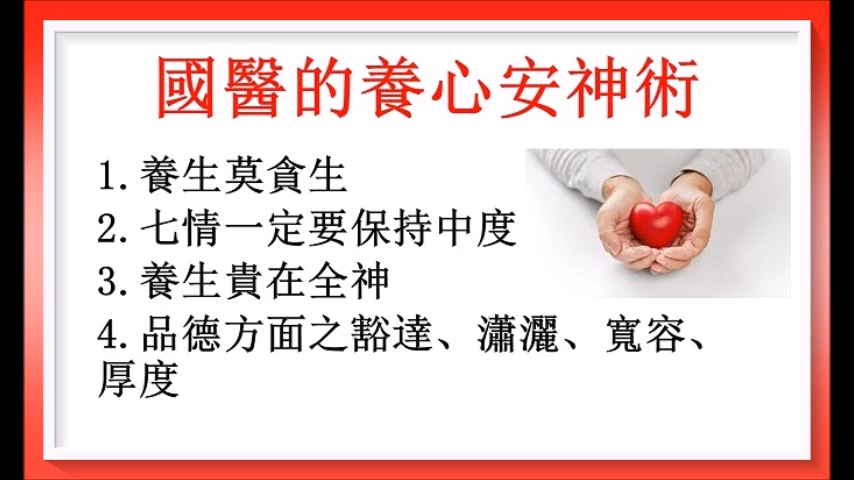 國醫的養心安神術
1.養生莫貪生
2.七情一定要保持中度
3.養生貴在全神
4.品德方面之豁達、瀟灑、寬容、
厚度